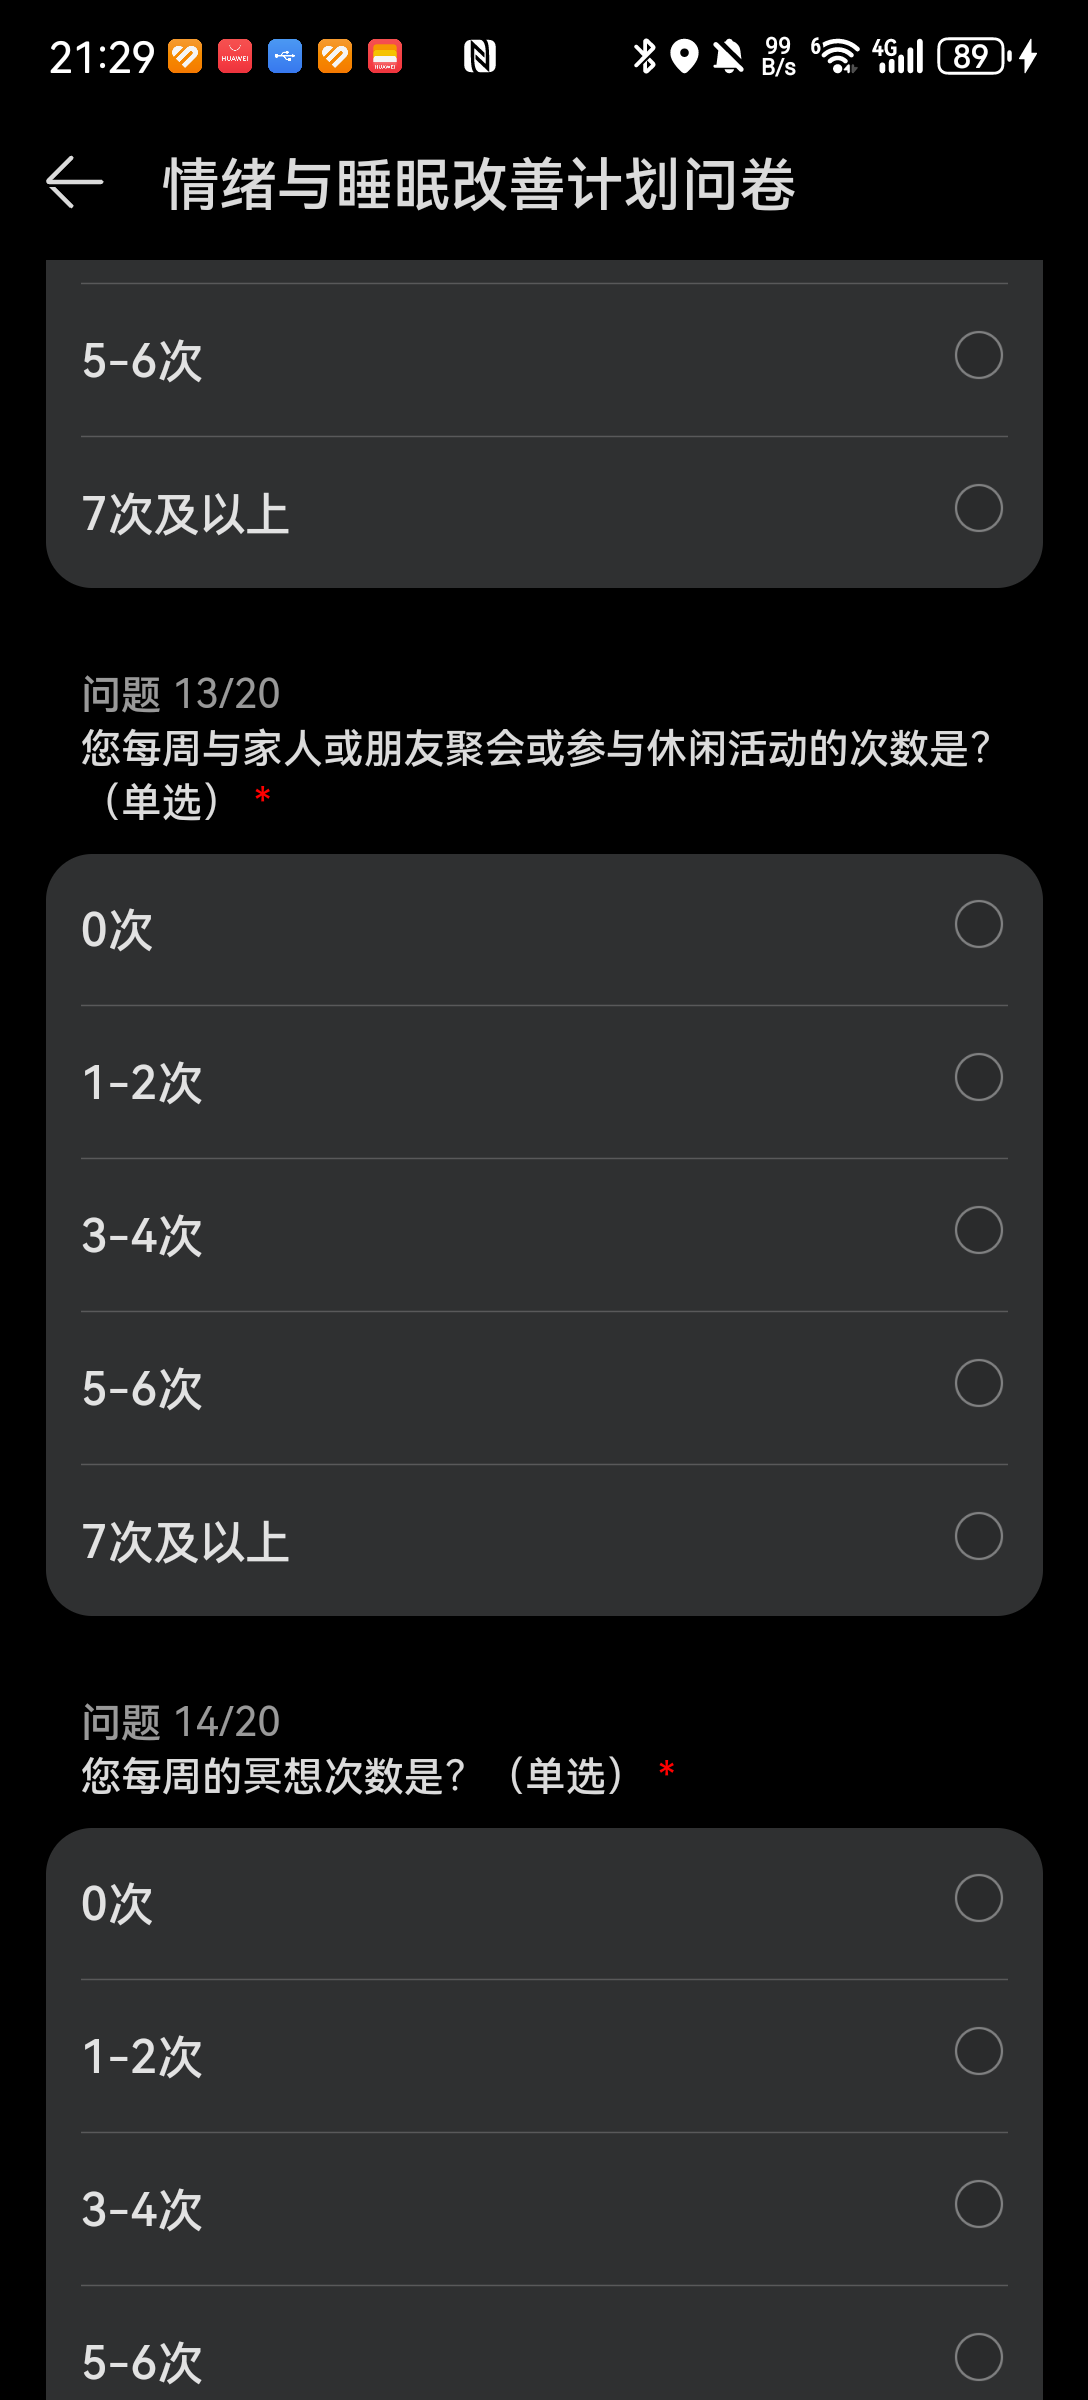 21:29
HUAWEI
HUAWEI
99
B/s
6
4G
89
情绪与睡眠改善计划问卷
5-6次
7次及以上
问题 13/20
您每周与家人或朋友聚会或参与休闲活动的次数是?
（单选） *
0次
1-2次
3-4次
5-6次
7次及以上
问题 14/20
您每周的冥想次数是? （单选） *
0次
1-2次
3-4次
5-6次